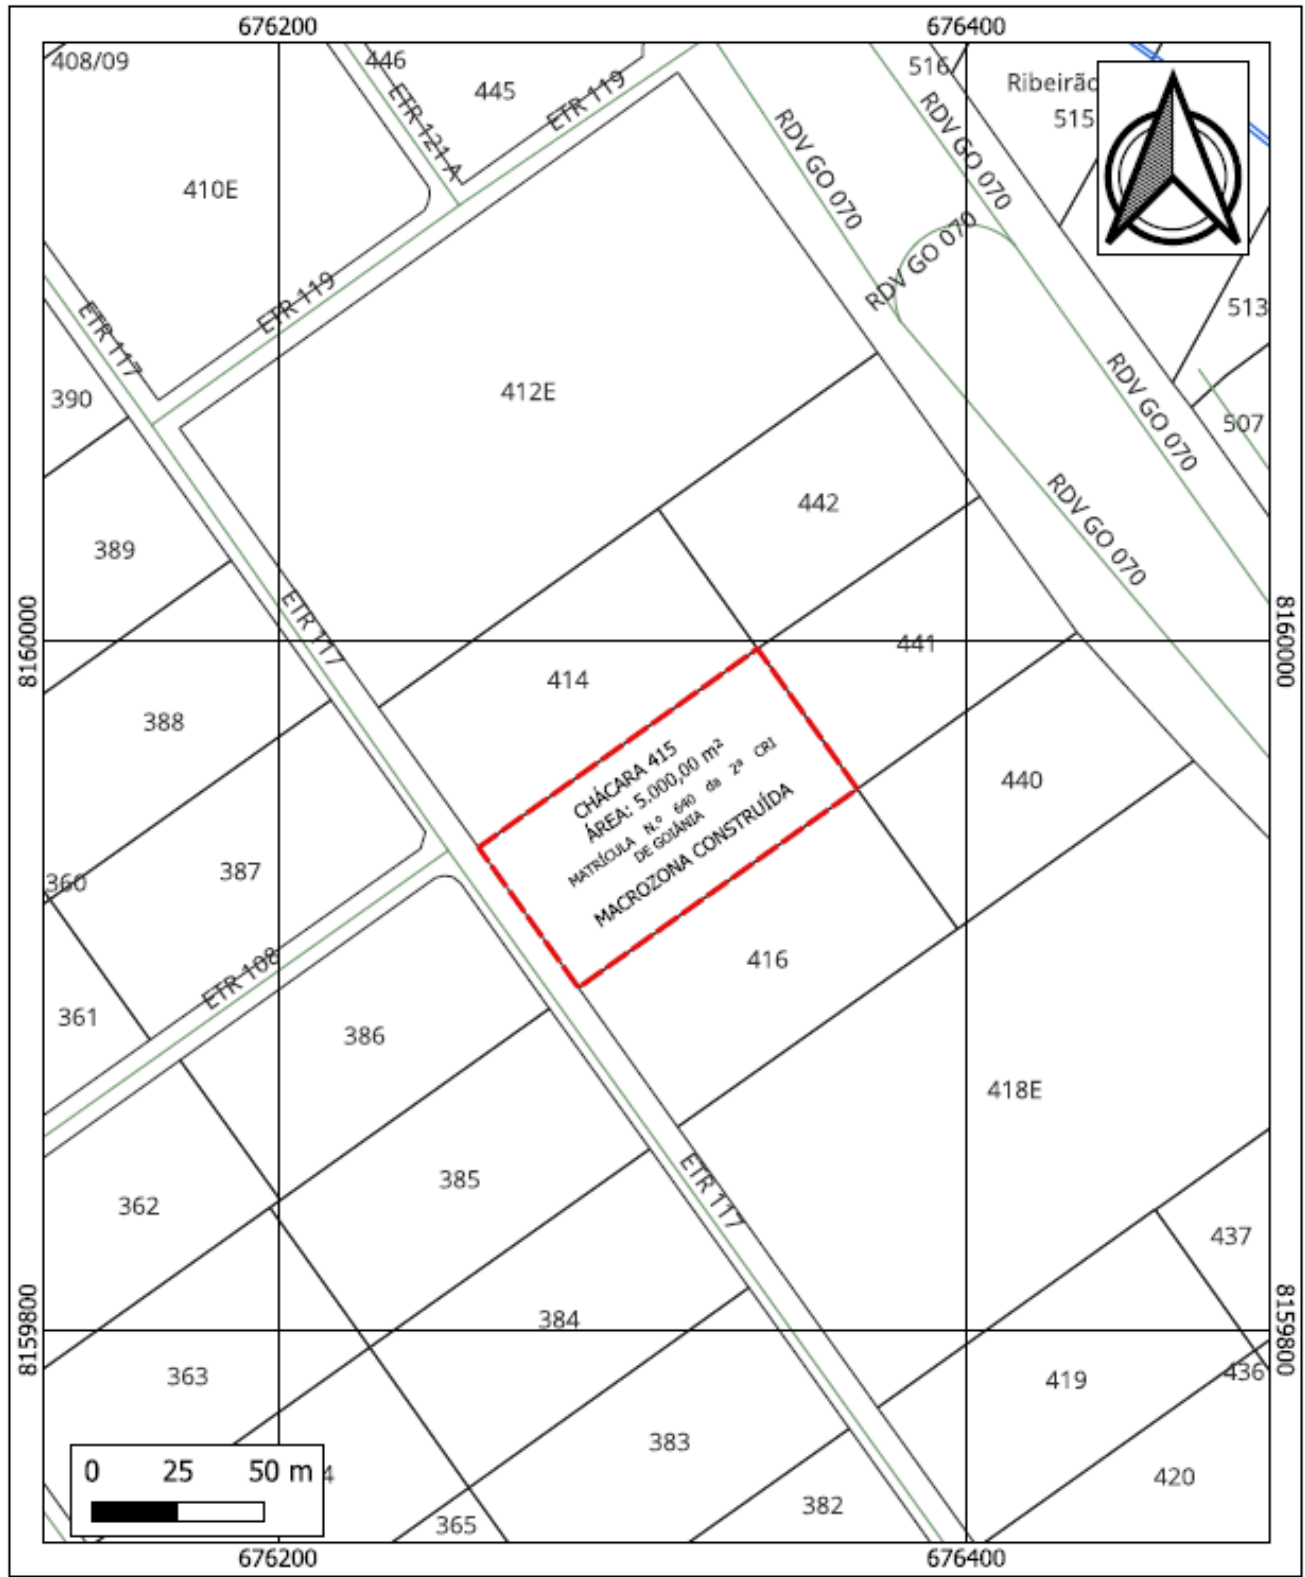 676200
676400
408/09
446
445
ETR 119
ETR 121 A
516
Ribeirão
515
RDV GO 070
RDV GO 070
410E
RDV GO 070
ETR 119
ETR 117
513
390
412E
RDV GO 070
507
442
RDV GO 070
389
ETR 117
8160000
8160000
441
414
388
CHÁCARA 415
ÁREA: 5.000,00 m²
MATRÍCULA N.º 640 da 2ª CRI
DE GOIÂNIA
MACROZONA CONSTRUÍDA
440
387
360
416
ETR 108
361
386
418E
385
ETR 117
362
437
384
8159800
8159800
363
419
436
383
0 25 50 m
4
420
382
365
676200
676400